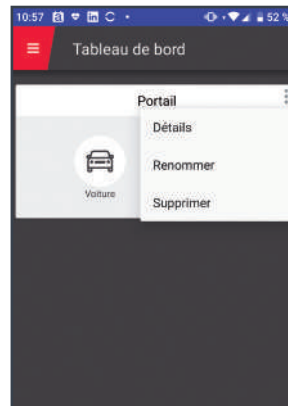 10:57 52 %
Tableau de bord
Portail
Détails
Voiture
Renommer
Supprimer